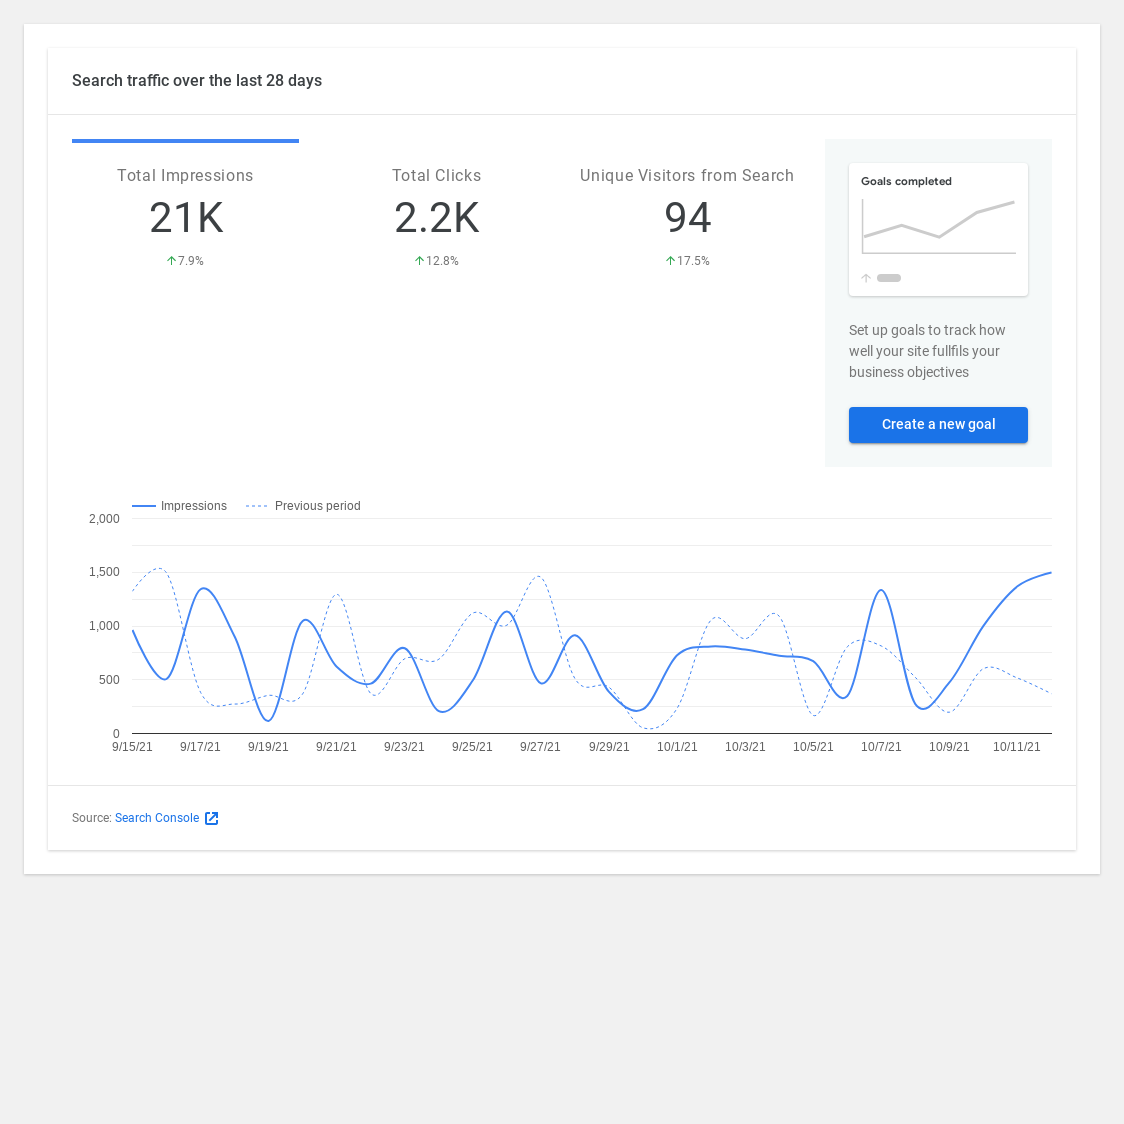 Search traffic over the last 28 days
Total Impressions
21K
7.9%
Total Clicks
2.2K
12.8%
Unique Visitors from Search
94
17.5%
Goals completed
Set up goals to track how
well your site fullfils your
business objectives
Create a new goal
Impressions
Previous period
2,000
1,500
1,000
500
0
9/15/21 9/17/21 9/19/21 9/21/21 9/23/21 9/25/21 9/27/21 9/29/21 10/1/21 10/3/21 10/5/21 10/7/21 10/9/21 10/11/21
Source: Search Console